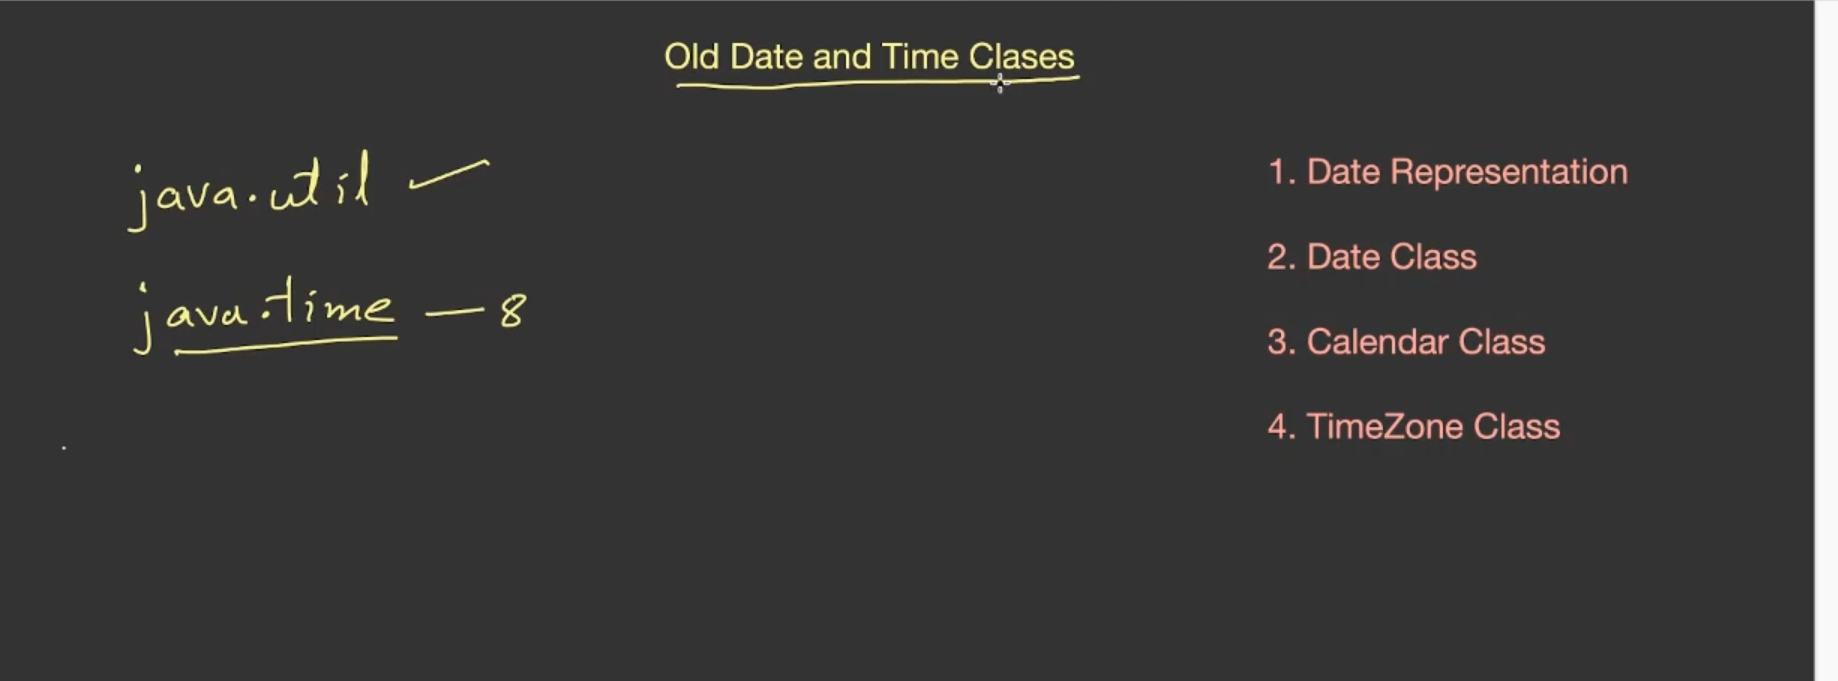 Old Date and Time Clases
java.util
java.time — 8
1. Date Representation
2. Date Class
3. Calendar Class
4. TimeZone Class